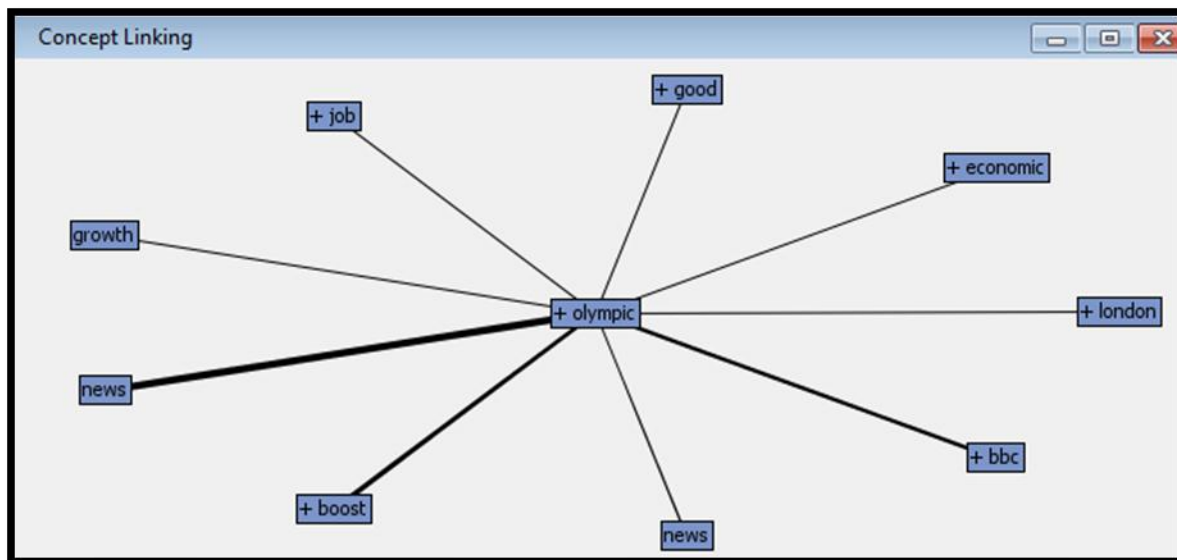 Concept Linking
+ good
+ job
+ economic
growth
+ olympic
+ london
news
+ bbc
+ boost
news